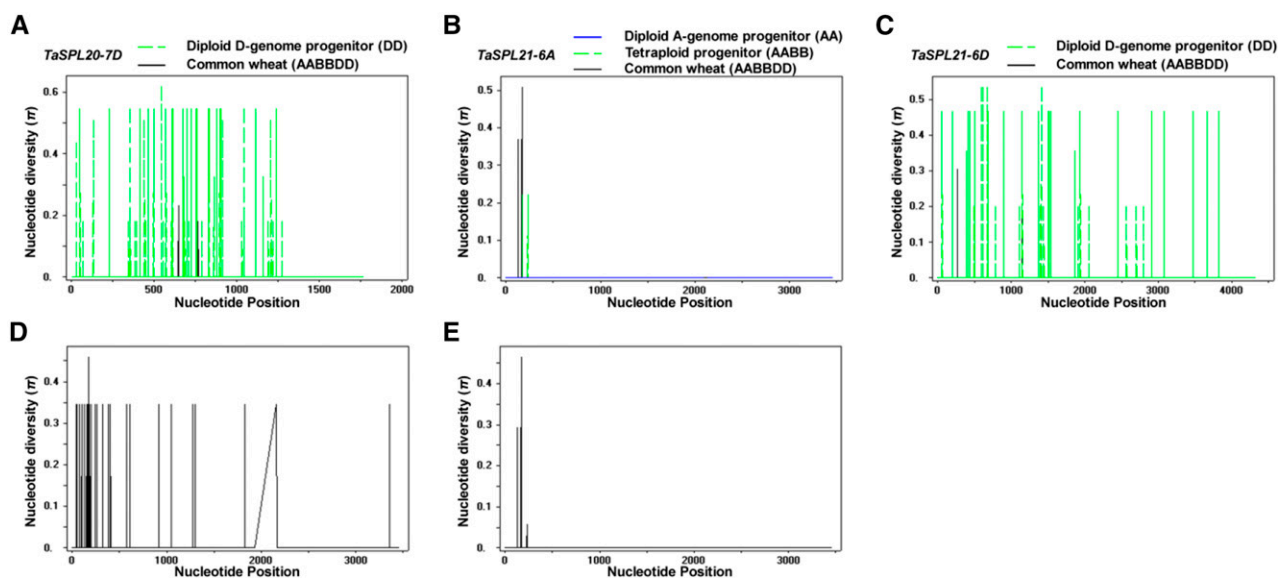 A
TaSPL20-7D
Diploid D-genome progenitor (DD)
Common wheat (AABBDD)
Nucleotide diversity (π)
0.6
0.4
0.2
0.
0
500
1000
1500
2000
Nucleotide Position
B
TaSPL21-6A
Diploid A-genome progenitor (AA)
Tetraploid progenitor (AABB)
Common wheat (AABBDD)
Nucleotide diversity (π)
0.5
0.4
0.3
0.2
0.1
0.
0
1000
2000
3000
Nucleotide Position
C
TaSPL21-6D
Diploid D-genome progenitor (DD)
Common wheat (AABBDD)
Nucleotide diversity (π)
0.5
0.4
0.3
0.2
0.1
0.
0
1000
2000
3000
4000
Nucleotide Position
D
Nucleotide diversity (π)
0.4
0.3
0.2
0.1
0.
0
1000
2000
3000
Nucleotide Position
E
Nucleotide diversity (π)
0.4
0.3
0.2
0.1
0.
0
1000
2000
3000
Nucleotide Position